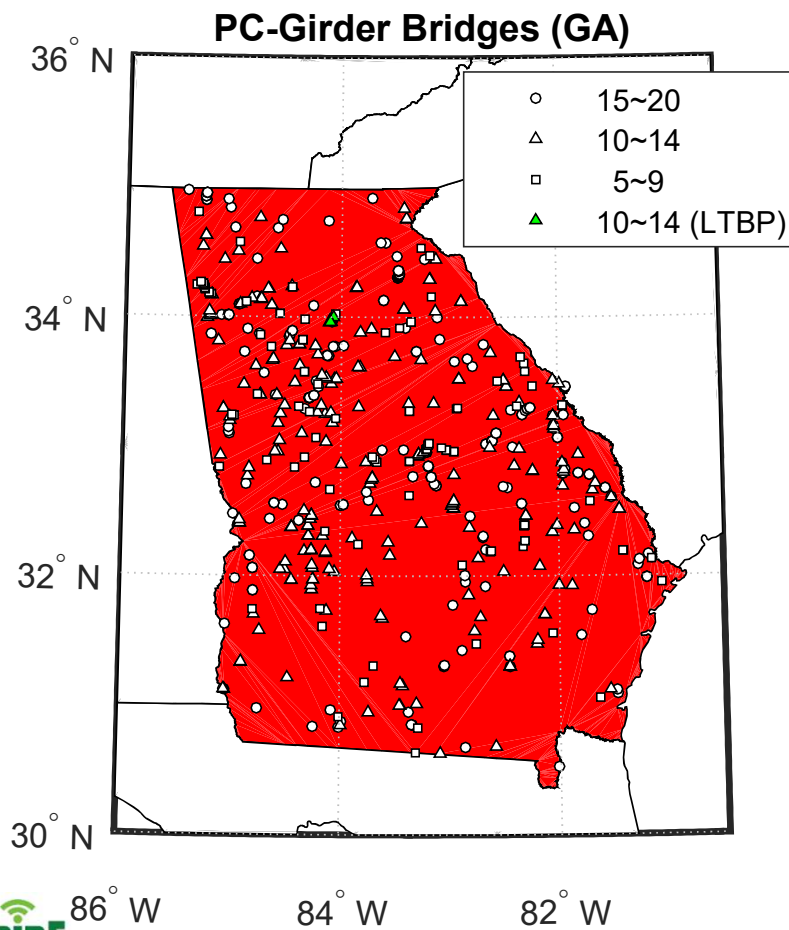 PC-Girder Bridges (GA)
36° N
15~20
10~14
5~9
10~14 (LTBP)
34° N
32° N
30° N
86° W
84° W
82° W